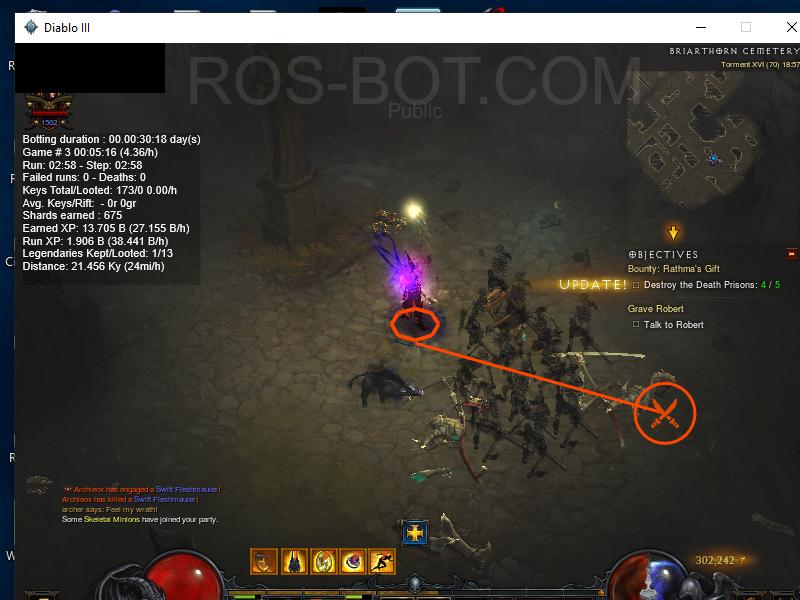 Diablo III
BRIARTHORN CEMETERY
Torment XVI (70) 18:57
ROS-BOT.COM
Public
1562
Botting duration : 00.00:30:18 day(s)
Game # 3 00:05:16 (4.36/h)
Run: 02:58 - Step: 02:58
Failed runs: 0 - Deaths: 0
Keys Total/Looted: 173/0 0.00/h
Avg. Keys/Rift: - 0r 0gr
Shards earned : 675
Earned XP: 13.705 B (27.155 B/h)
Run XP: 1.906 B (38.441 B/h)
Legendaries Kept/Looted: 1/13
Distance: 21.456 Ky (24mi/h)
OBJECTIVES
Bounty: Rathma's Gift
UPDATE!
Destroy the Death Prisons: 4 / 5
Grave Robert
Talk to Robert
Archleox has engaged a Swift Fleshmauler!
Archleox has killed a Swift Fleshmauler!
archer says: Feel my wrath!
Some Skeletal Minions have joined your party.
302,242